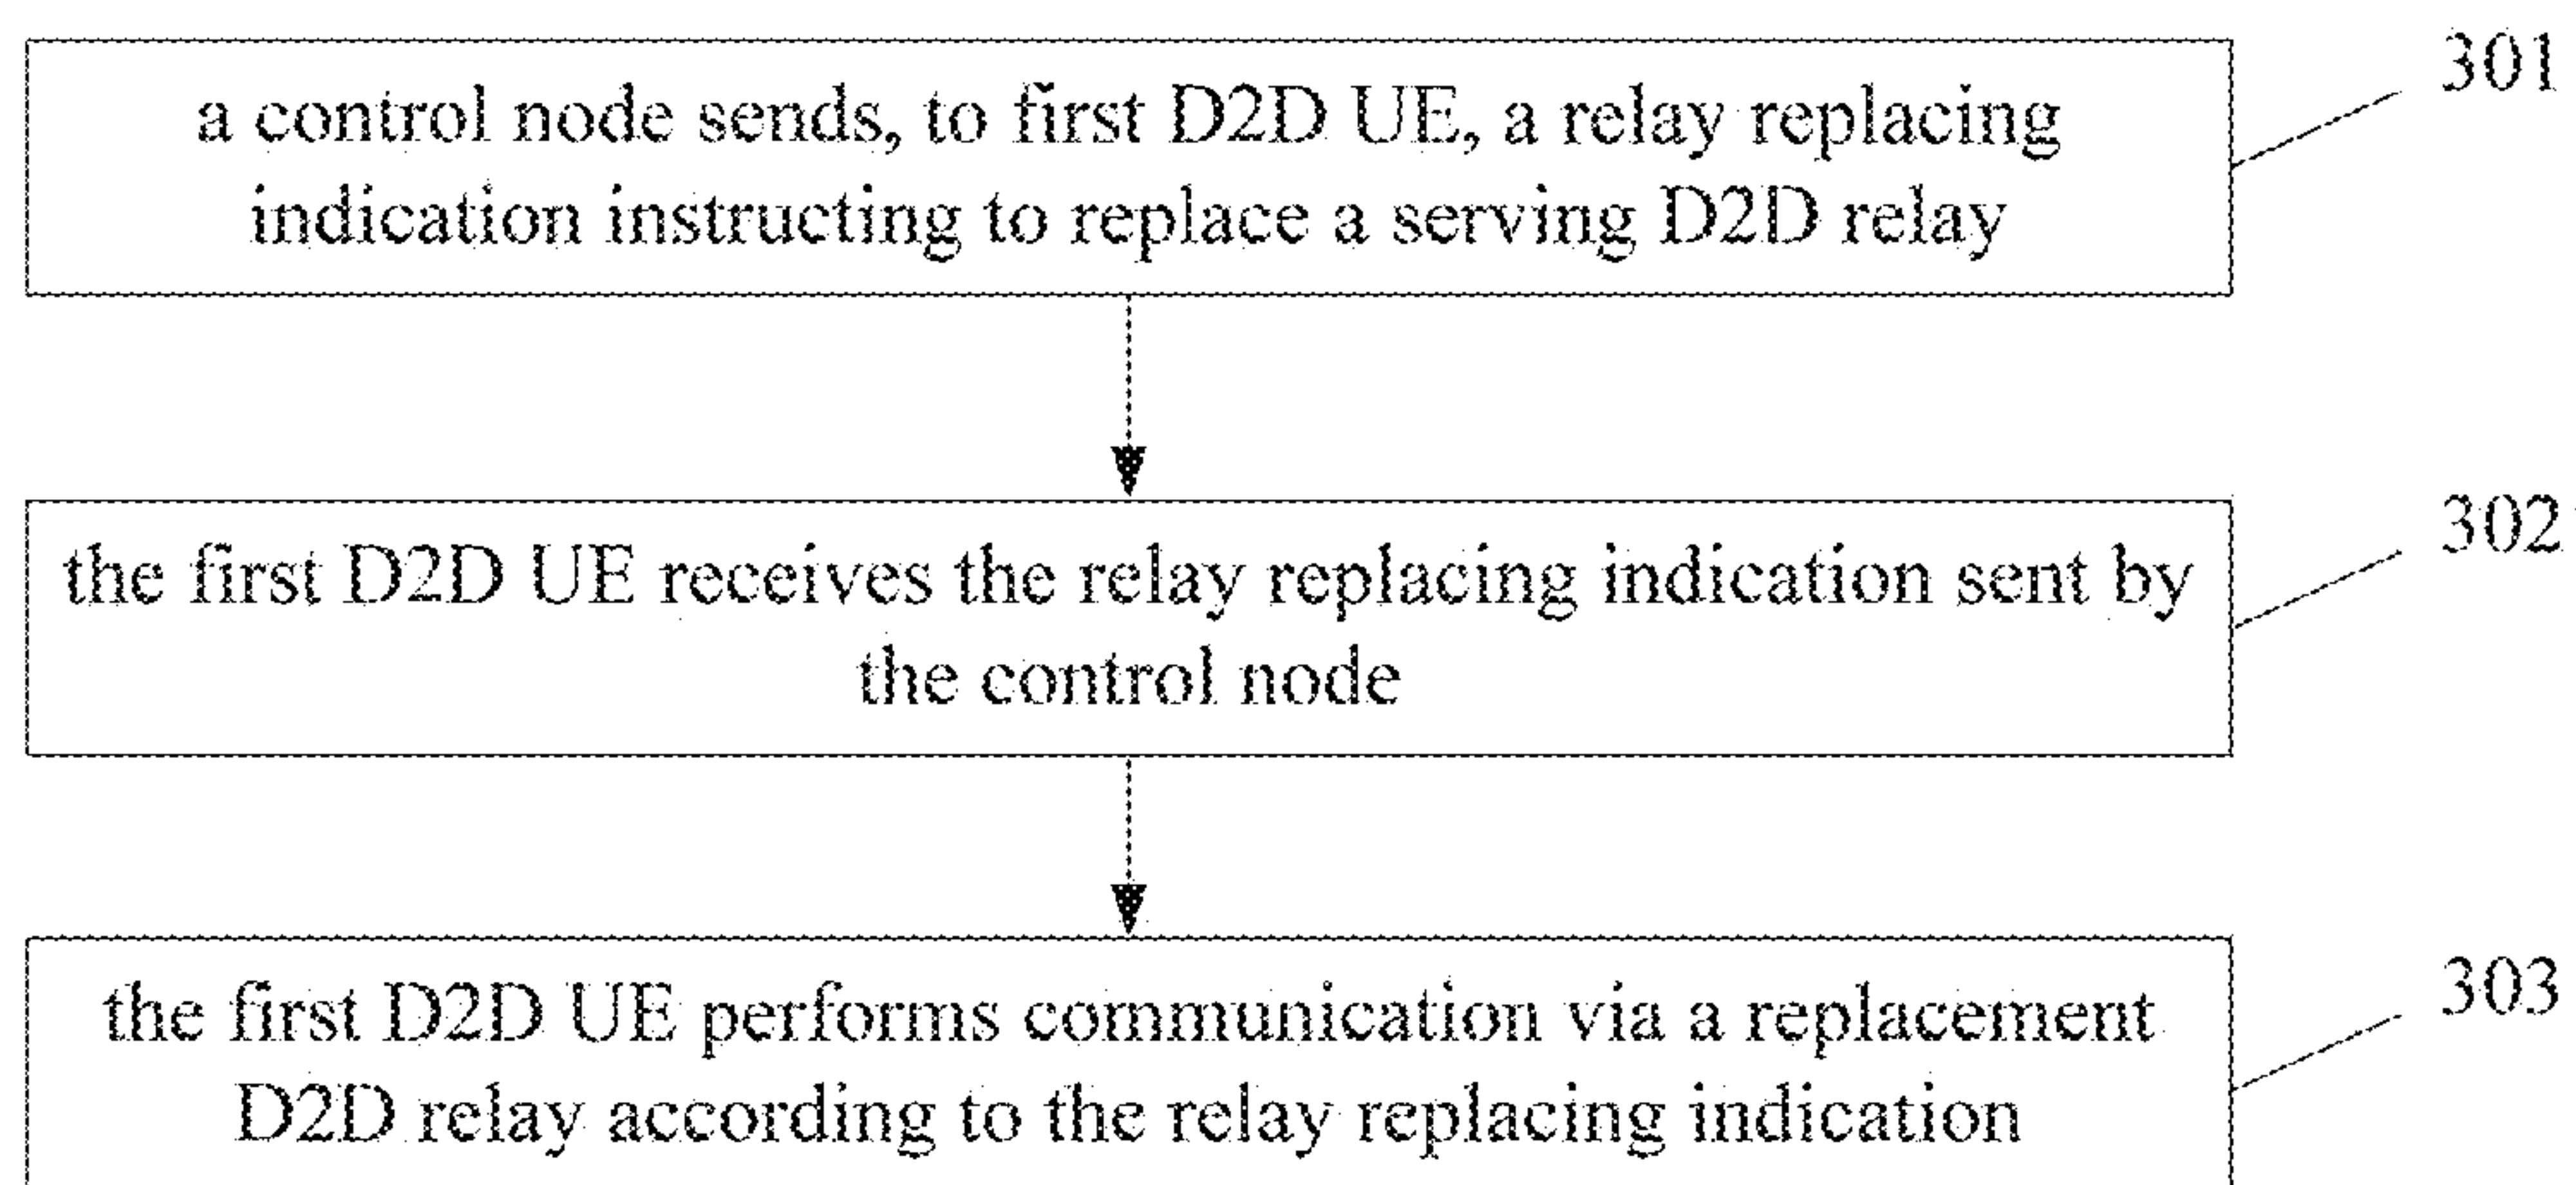 a control node sends, to first D2D UE, a relay replacing
indication instructing to replace a serving D2D relay
301
the first D2D UE receives the relay replacing indication sent by
the control node
302
the first D2D UE performs communication via a replacement
D2D relay according to the relay replacing indication
303